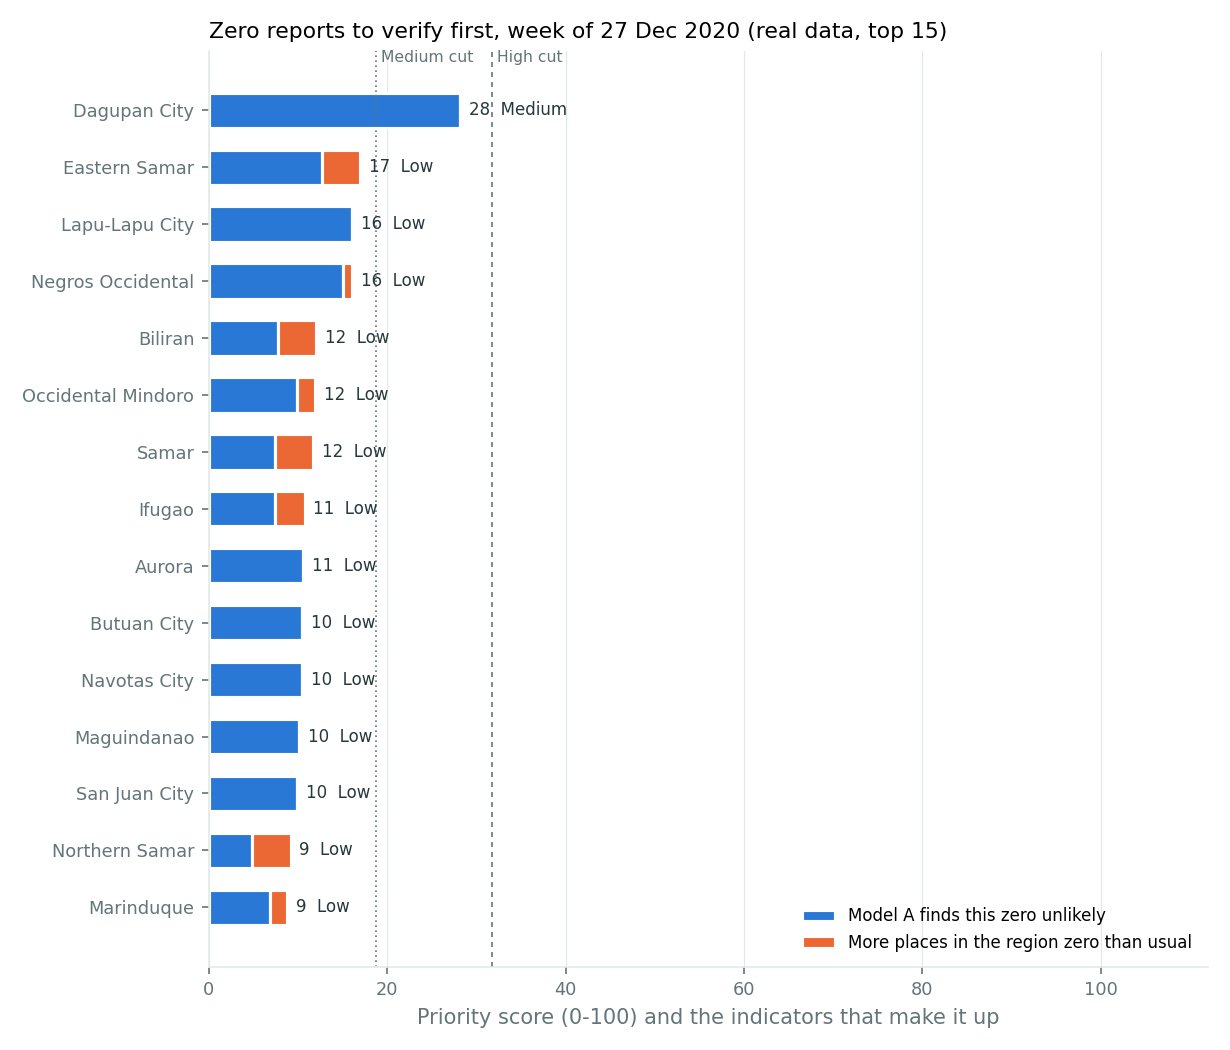 Zero reports to verify first, week of 27 Dec 2020 (real data, top 15)
Medium cut
High cut
Dagupan City
28 Medium
Eastern Samar
17 Low
Lapu-Lapu City
16 Low
Negros Occidental
16 Low
Biliran
12 Low
Occidental Mindoro
12 Low
Samar
12 Low
Ifugao
11 Low
Aurora
11 Low
Butuan City
10 Low
Navotas City
10 Low
Maguindanao
10 Low
San Juan City
10 Low
Northern Samar
9 Low
Marinduque
9 Low
Model A finds this zero unlikely
More places in the region zero than usual
0 20 40 60 80 100
Priority score (0-100) and the indicators that make it up